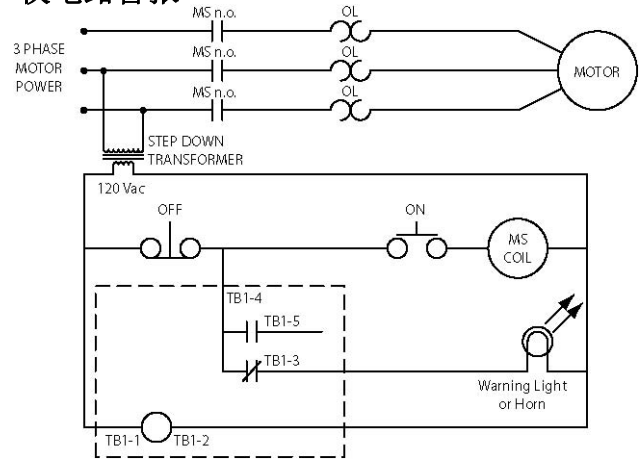 MS n.o.
OL
3 PHASE
MOTOR
POWER
MS n.o.
OL
MOTOR
MS n.o.
OL
STEP DOWN
TRANSFORMER
120 Vac
OFF
ON
MS
COIL
TB1-4
TB1-5
TB1-3
Warning Light
or Horn
TB1-1
TB1-2